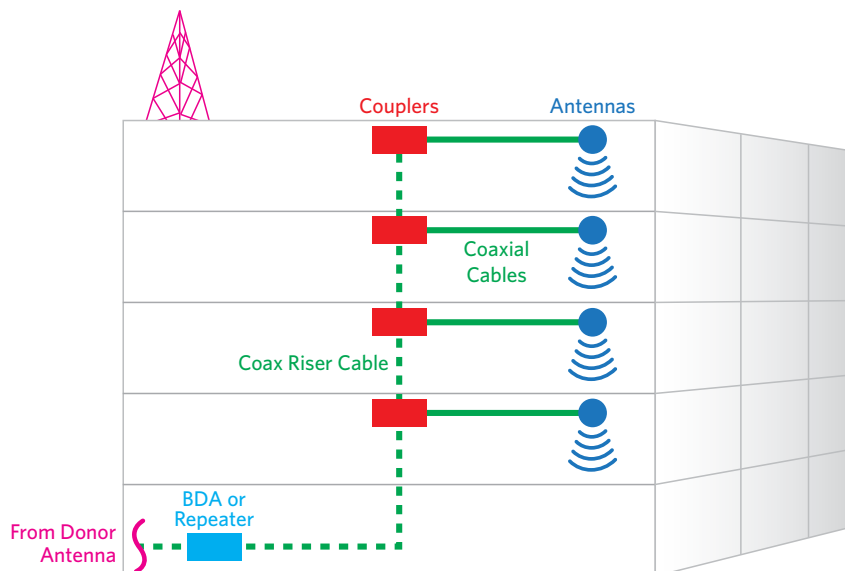 Couplers
Antennas
Coaxial
Cables
Coax Riser Cable
BDA or
Repeater
From Donor
Antenna